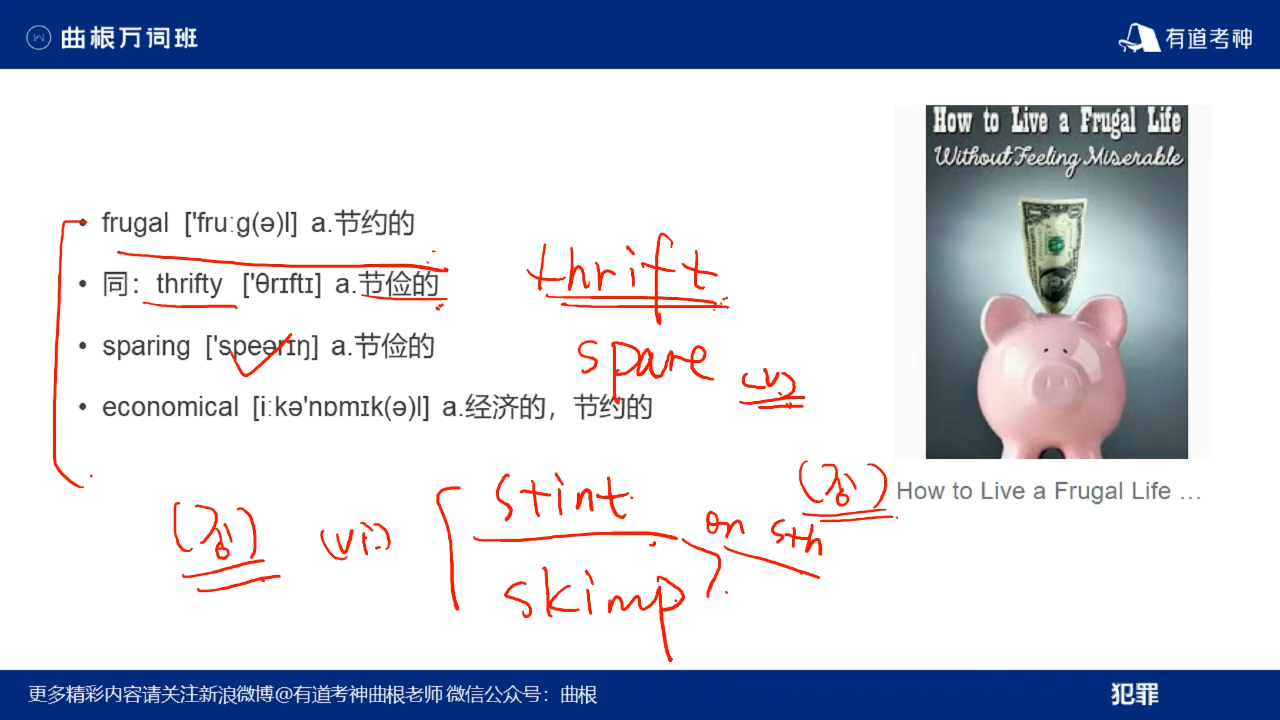 曲根万词班
有道考神
How to Live a Frugal Life
Without Feeling Miserable
• frugal ['fruːg(ə)l] a.节约的
• 同：thrifty ['θrɪftɪ] a.节俭的
• sparing ['speərɪŋ] a.节俭的
• economical [iːkə'nɒmɪk(ə)l] a.经济的，节约的
thrift
spare (v.)
(vi.)
stint
skimp
on sth
How to Live a Frugal Life ...
更多精彩内容请关注新浪微博@有道考神曲根老师 微信公众号：曲根
犯罪